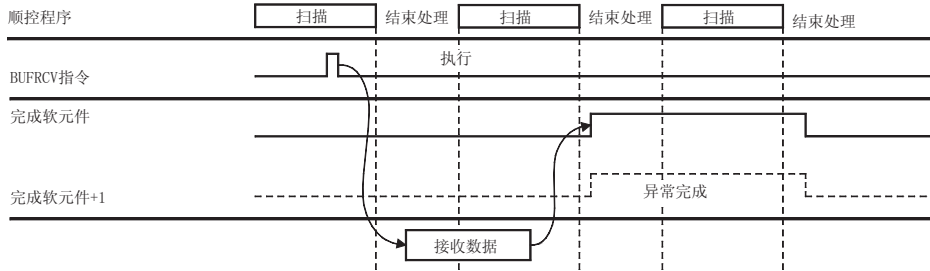 顺控程序 扫描 结束处理 扫描 结束处理 扫描 结束处理
执行
BUFRCV指令
完成软元件
完成软元件+1 异常完成
接收数据